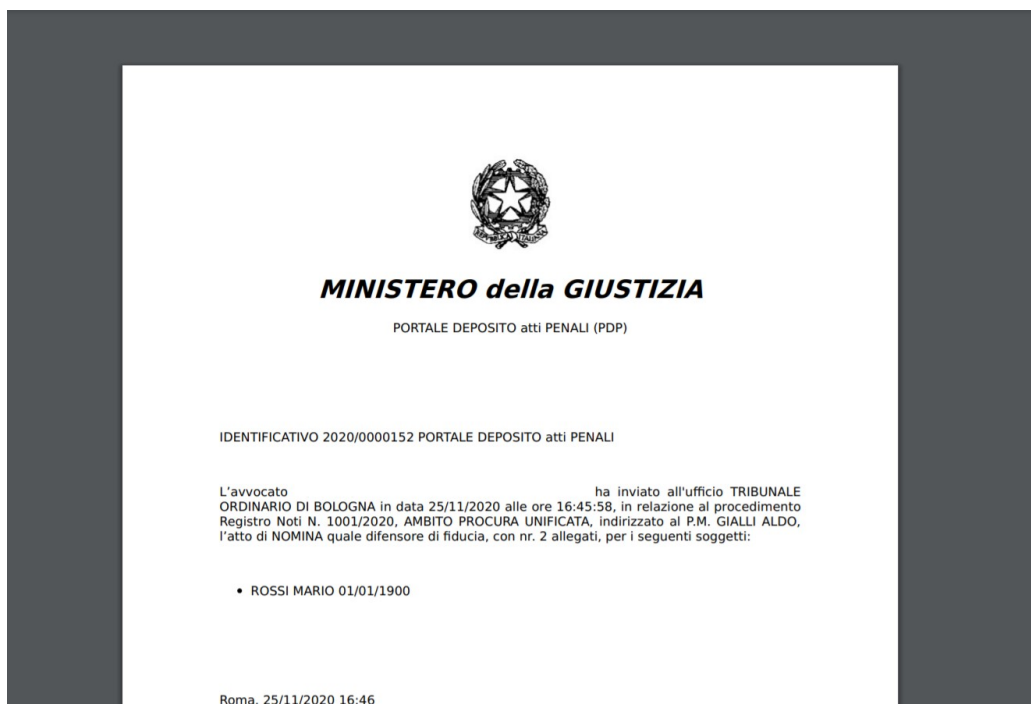 REPVBBLICA ITALIANA
MINISTERO della GIUSTIZIA
PORTALE DEPOSITO atti PENALI (PDP)
IDENTIFICATIVO 2020/0000152 PORTALE DEPOSITO atti PENALI
L’avvocato ha inviato all'ufficio TRIBUNALE
ORDINARIO DI BOLOGNA in data 25/11/2020 alle ore 16:45:58, in relazione al procedimento
Registro Noti N. 1001/2020, AMBITO PROCURA UNIFICATA, indirizzato al P.M. GIALLI ALDO,
l’atto di NOMINA quale difensore di fiducia, con nr. 2 allegati, per i seguenti soggetti:
• ROSSI MARIO 01/01/1900
Roma, 25/11/2020 16:46